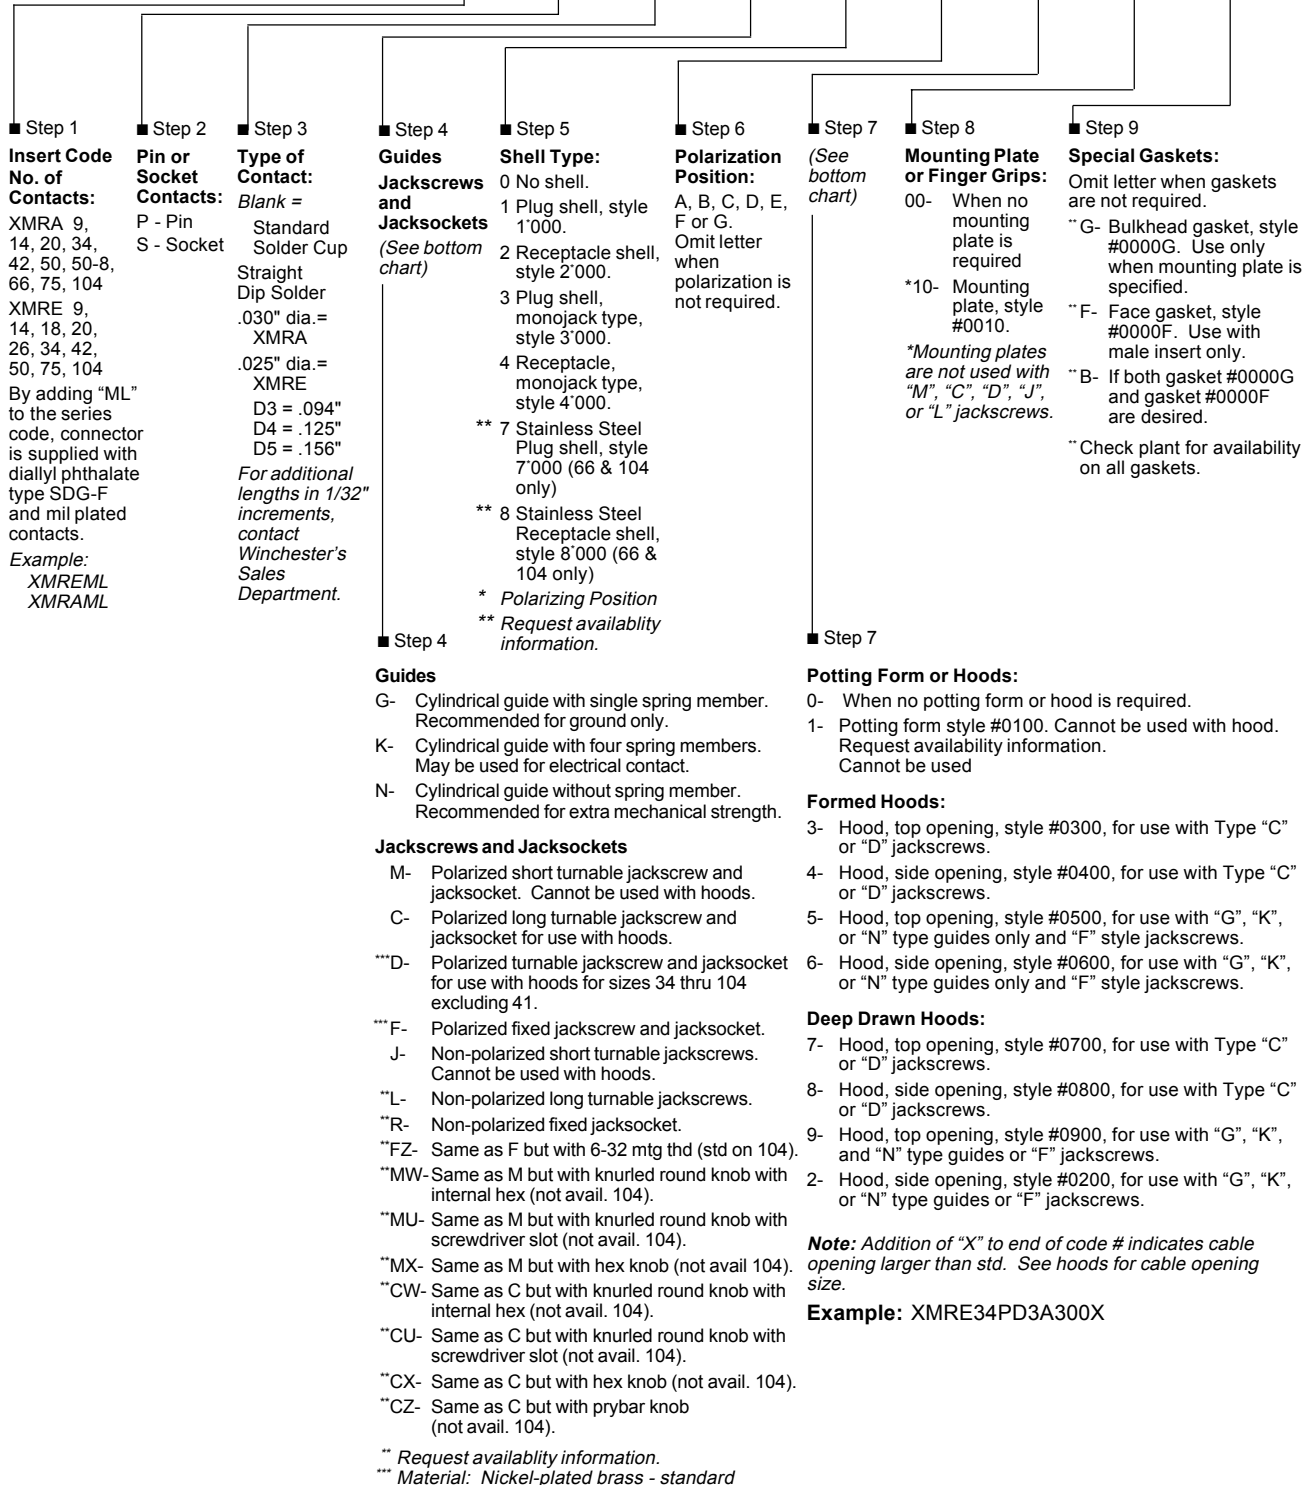 ■ Step 1
Insert Code
No. of
Contacts:
XMRA 9,
14, 20, 34,
42, 50, 50-8,
66, 75, 104
XMRE 9,
14, 18, 20,
26, 34, 42,
50, 75, 104
By adding “ML”
to the series
code, connector
is supplied with
diallyl phthalate
type SDG-F
and mil plated
contacts.
Example:
XMREML
XMRAML
■ Step 2
Pin or
Socket
Contacts:
P - Pin
S - Socket
■ Step 3
Type of
Contact:
Blank =
Standard
Solder Cup
Straight
Dip Solder
.030" dia.=
XMRA
.025" dia.=
XMRE
D3 = .094"
D4 = .125"
D5 = .156"
For additional
lengths in 1/32"
increments,
contact
Winchester’s
Sales
Department.
■ Step 4
Guides
Jackscrews
and
Jacksockets
(See bottom
chart)
■ Step 5
Shell Type:
0 No shell.
1 Plug shell, style
1*000.
2 Receptacle shell,
style 2*000.
3 Plug shell,
monojack type,
style 3*000.
4 Receptacle,
monojack type,
style 4*000.
** 7 Stainless Steel
Plug shell, style
7*000 (66 & 104
only)
** 8 Stainless Steel
Receptacle shell,
style 8*000 (66 &
104 only)
* Polarizing Position
** Request availablity
information.
■ Step 6
Polarization
Position:
A, B, C, D, E,
F or G.
Omit letter
when
polarization is
not required.
■ Step 7
(See
bottom
chart)
■ Step 8
Mounting Plate
or Finger Grips:
00- When no
mounting
plate is
required
*10- Mounting
plate, style
#0010.
*Mounting plates
are not used with
“M”, “C”, “D”, “J”,
or “L” jackscrews.
■ Step 9
Special Gaskets:
Omit letter when gaskets
are not required.
**G- Bulkhead gasket, style
#0000G. Use only
when mounting plate is
specified.
**F- Face gasket, style
#0000F. Use with
male insert only.
**B- If both gasket #0000G
and gasket #0000F
are desired.
**Check plant for availability
on all gaskets.
■ Step 4
Guides
G- Cylindrical guide with single spring member.
Recommended for ground only.
K- Cylindrical guide with four spring members.
May be used for electrical contact.
N- Cylindrical guide without spring member.
Recommended for extra mechanical strength.
Jackscrews and Jacksockets
M- Polarized short turnable jackscrew and
jacksocket. Cannot be used with hoods.
C- Polarized long turnable jackscrew and
jacksocket for use with hoods.
***D- Polarized turnable jackscrew and jacksocket
for use with hoods for sizes 34 thru 104
excluding 41.
***F- Polarized fixed jackscrew and jacksocket.
J- Non-polarized short turnable jackscrews.
Cannot be used with hoods.
**L- Non-polarized long turnable jackscrews.
**R- Non-polarized fixed jacksocket.
**FZ- Same as F but with 6-32 mtg thd (std on 104).
**MW- Same as M but with knurled round knob with
internal hex (not avail. 104).
**MU- Same as M but with knurled round knob with
screwdriver slot (not avail. 104).
**MX- Same as M but with hex knob (not avail 104).
**CW- Same as C but with knurled round knob with
internal hex (not avail. 104).
**CU- Same as C but with knurled round knob with
screwdriver slot (not avail. 104).
**CX- Same as C but with hex knob (not avail. 104).
**CZ- Same as C but with prybar knob
(not avail. 104).
** Request availablity information.
*** Material: Nickel-plated brass - standard
■ Step 7
Potting Form or Hoods:
0- When no potting form or hood is required.
1- Potting form style #0100. Cannot be used with hood.
Request availability information.
Cannot be used
Formed Hoods:
3- Hood, top opening, style #0300, for use with Type “C”
or “D” jackscrews.
4- Hood, side opening, style #0400, for use with Type “C”
or “D” jackscrews.
5- Hood, top opening, style #0500, for use with “G”, “K”,
or “N” type guides only and “F” style jackscrews.
6- Hood, side opening, style #0600, for use with “G”, “K”,
or “N” type guides only and “F” style jackscrews.
Deep Drawn Hoods:
7- Hood, top opening, style #0700, for use with Type “C”
or “D” jackscrews.
8- Hood, side opening, style #0800, for use with Type “C”
or “D” jackscrews.
9- Hood, top opening, style #0900, for use with “G”, “K”,
and “N” type guides or “F” jackscrews.
2- Hood, side opening, style #0200, for use with “G”, “K”,
or “N” type guides or “F” jackscrews.
Note: Addition of “X” to end of code # indicates cable
opening larger than std. See hoods for cable opening
size.
Example: XMRE34PD3A300X